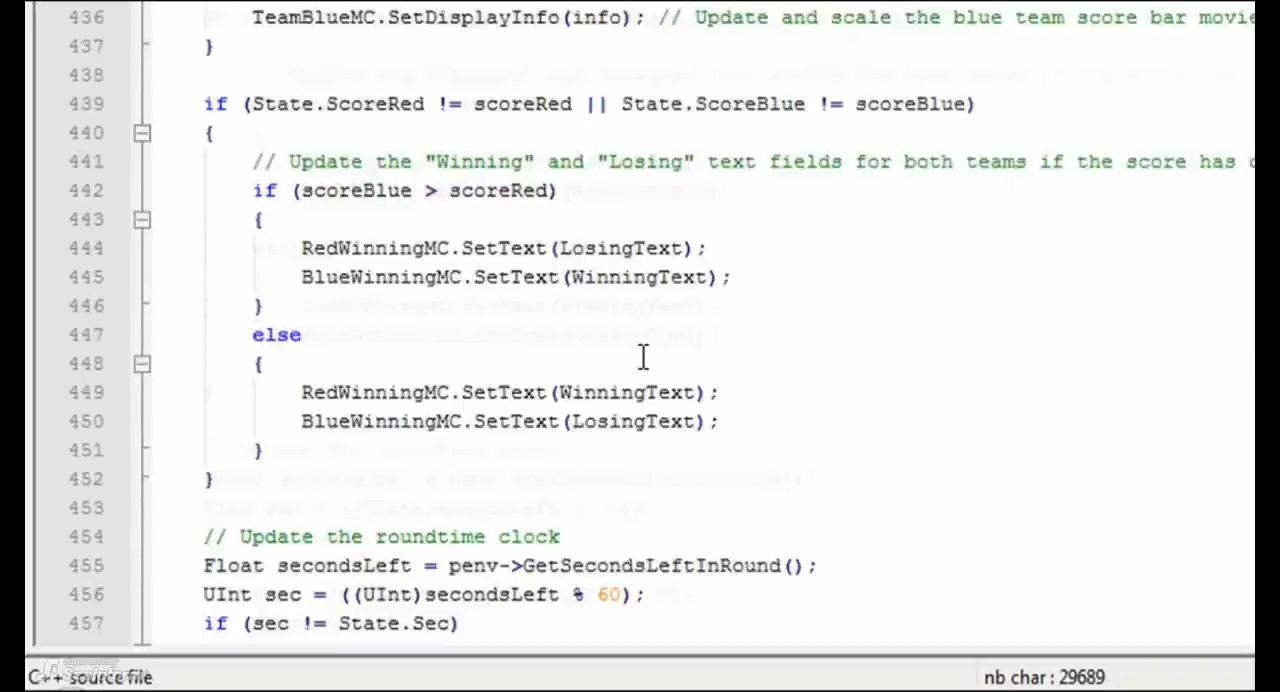 436 TeamBlueMC.SetDisplayInfo(info); // Update and scale the blue team score bar movie
437 }
438
439 if (State.ScoreRed != scoreRed || State.ScoreBlue != scoreBlue)
440 {
441 // Update the "Winning" and "Losing" text fields for both teams if the score has
442 if (scoreBlue > scoreRed)
443 {
444 RedWinningMC.SetText(LosingText);
445 BlueWinningMC.SetText(WinningText);
446 }
447 else
448 {
449 RedWinningMC.SetText(WinningText);
450 BlueWinningMC.SetText(LosingText);
451 }
452 }
453
454 // Update the roundtime clock
455 Float secondsLeft = penv->GetSecondsLeftInRound();
456 UInt sec = ((UInt)secondsLeft % 60);
457 if (sec != State.Sec)
C++ source file nb char : 29689